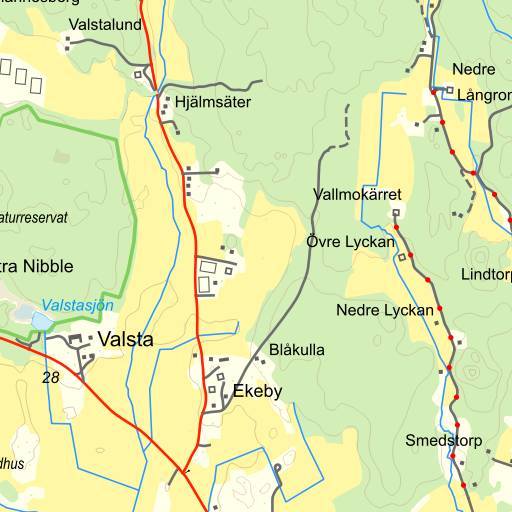 Valstalund
Nedre
Långron
Hjälmsäter
Vallmokärret
aturreservat
Övre Lyckan
tra Nibble
Lindtorp
Valstasjön
Nedre Lyckan
Valsta
Blåkulla
28
Ekeby
Smedstorp
dhus